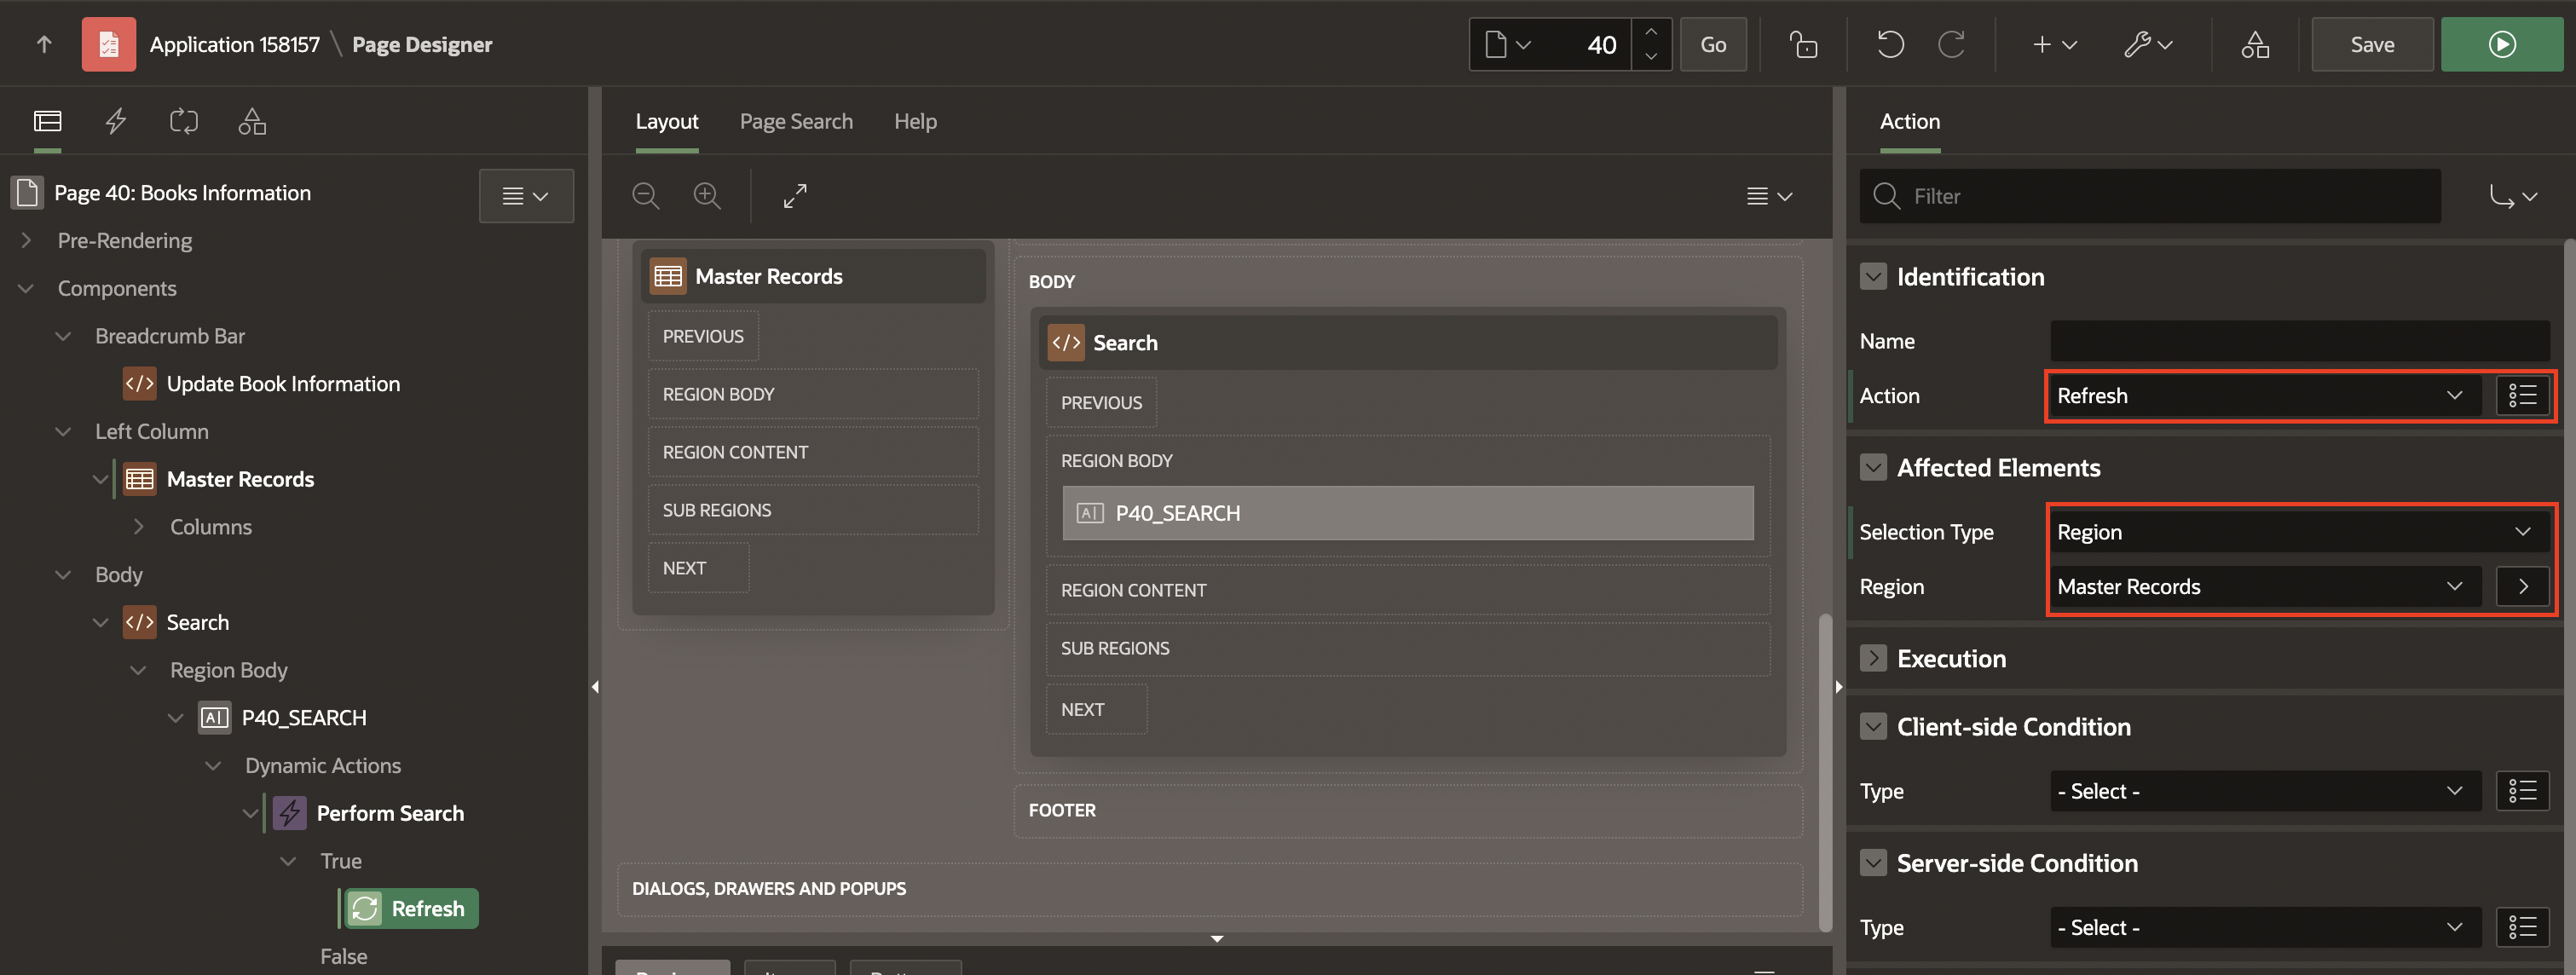 Application 158157 \ Page Designer
40
Go
Save
Layout
Page Search
Help
Action
Page 40: Books Information
Pre-Rendering
Components
Breadcrumb Bar
</> Update Book Information
Left Column
Master Records
Columns
Body
</> Search
Region Body
A| P40_SEARCH
Dynamic Actions
Perform Search
True
Refresh
False
Master Records
PREVIOUS
REGION BODY
REGION CONTENT
SUB REGIONS
NEXT
BODY
</> Search
PREVIOUS
REGION BODY
A| P40_SEARCH
REGION CONTENT
SUB REGIONS
NEXT
FOOTER
DIALOGS, DRAWERS AND POPUPS
Filter
Identification
Name
Action Refresh
Affected Elements
Selection Type Region
Region Master Records
Execution
Client-side Condition
Type - Select -
Server-side Condition
Type - Select -